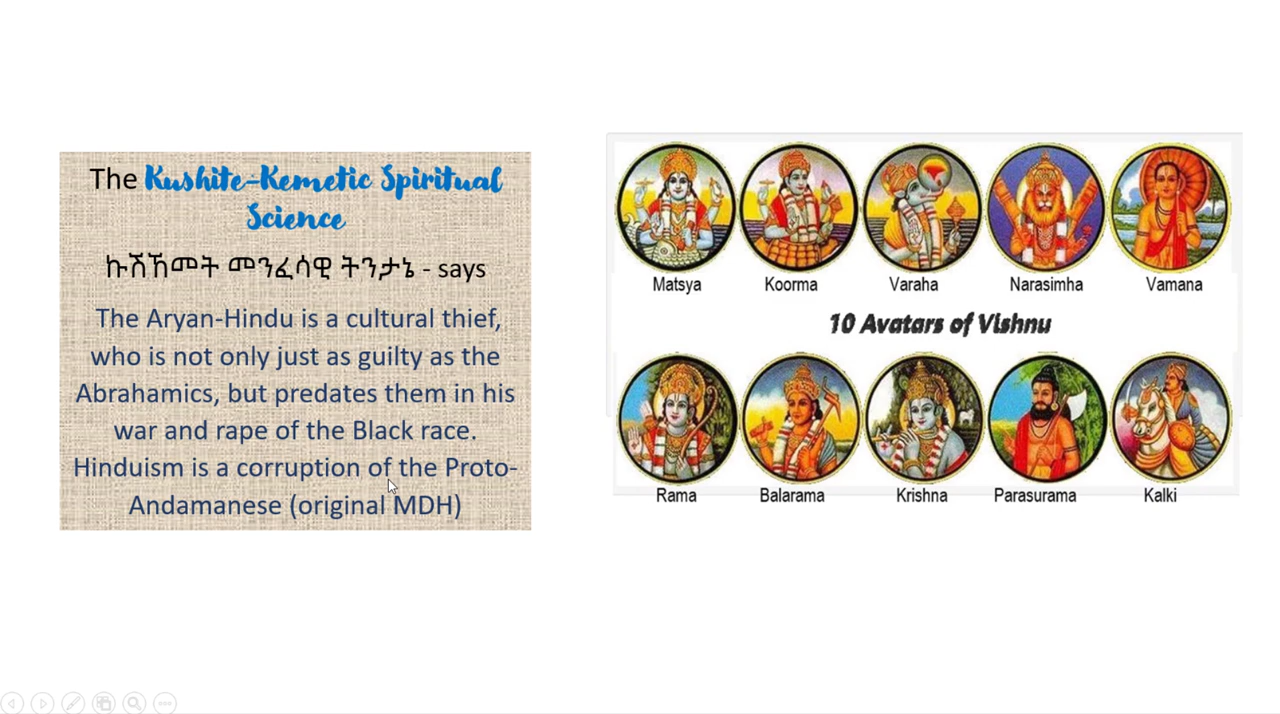 The Kushite-Kemetic Spiritual
Science
ኩሽኸመት መንፈሳዊ ትንታኔ - says
The Aryan-Hindu is a cultural thief,
who is not only just as guilty as the
Abrahamics, but predates them in his
war and rape of the Black race.
Hinduism is a corruption of the Proto-
Andamanese (original MDH)
Matsya Koorma Varaha Narasimha Vamana
10 Avatars of Vishnu
Rama Balarama Krishna Parasurama Kalki